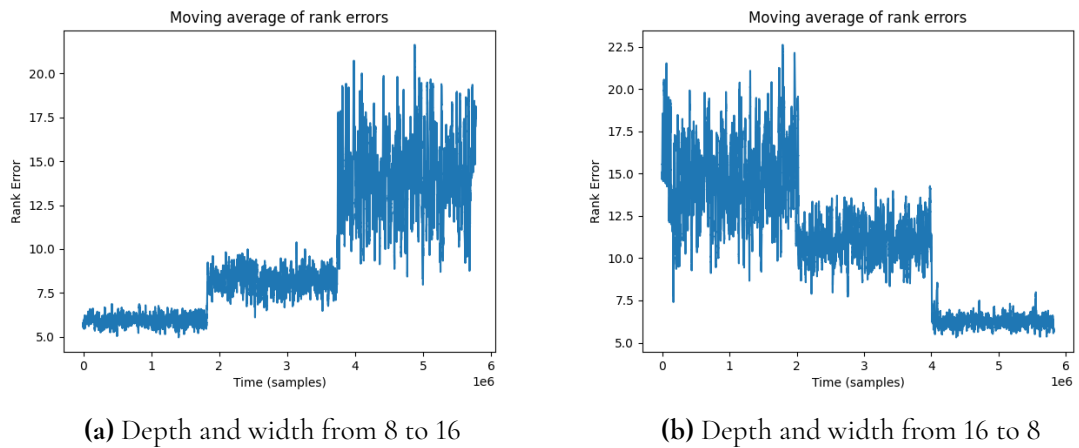 Moving average of rank errors
20.0
17.5
15.0
12.5
10.0
7.5
5.0
Rank Error
0
1
2
3
4
5
6
1e6
Time (samples)
(a) Depth and width from 8 to 16
Moving average of rank errors
22.5
20.0
17.5
15.0
12.5
10.0
7.5
5.0
Rank Error
0
1
2
3
4
5
6
1e6
Time (samples)
(b) Depth and width from 16 to 8